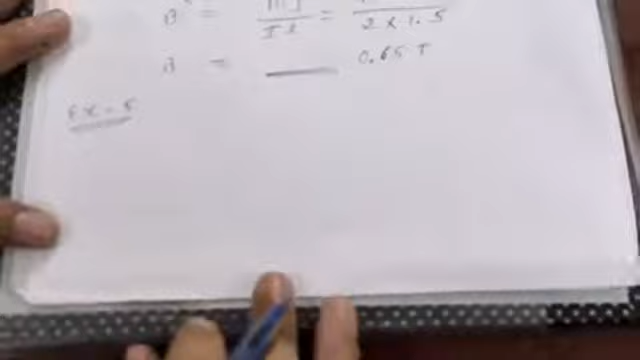 B = mg / Il = / 2 x 1.5
B = 0.65 T
Ex - 5